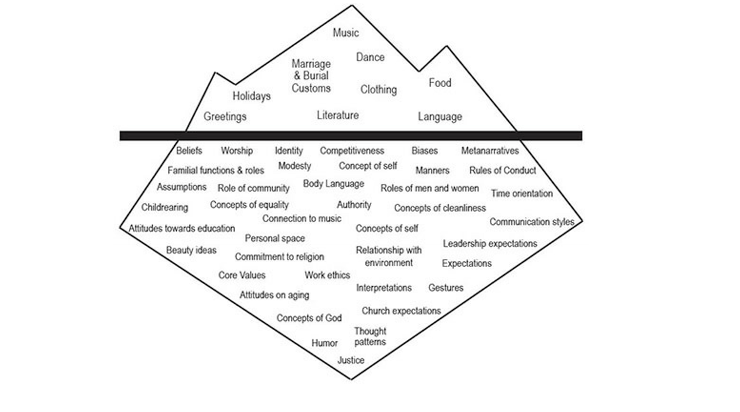 Music
Dance
Marriage
& Burial
Customs
Food
Clothing
Holidays
Greetings
Literature
Language
Beliefs Worship Identity Competitiveness Biases Metanarratives
Familial functions & roles Modesty Concept of self Manners Rules of Conduct
Assumptions Role of community Body Language Roles of men and women Time orientation
Childrearing Concepts of equality Authority Concepts of cleanliness
Connection to music Communication styles
Attitudes towards education Concepts of self
Personal space Leadership expectations
Beauty ideas Commitment to religion
Relationship with
environment
Expectations
Core Values Work ethics
Interpretations Gestures
Attitudes on aging
Church expectations
Concepts of God
Thought
patterns
Humor
Justice